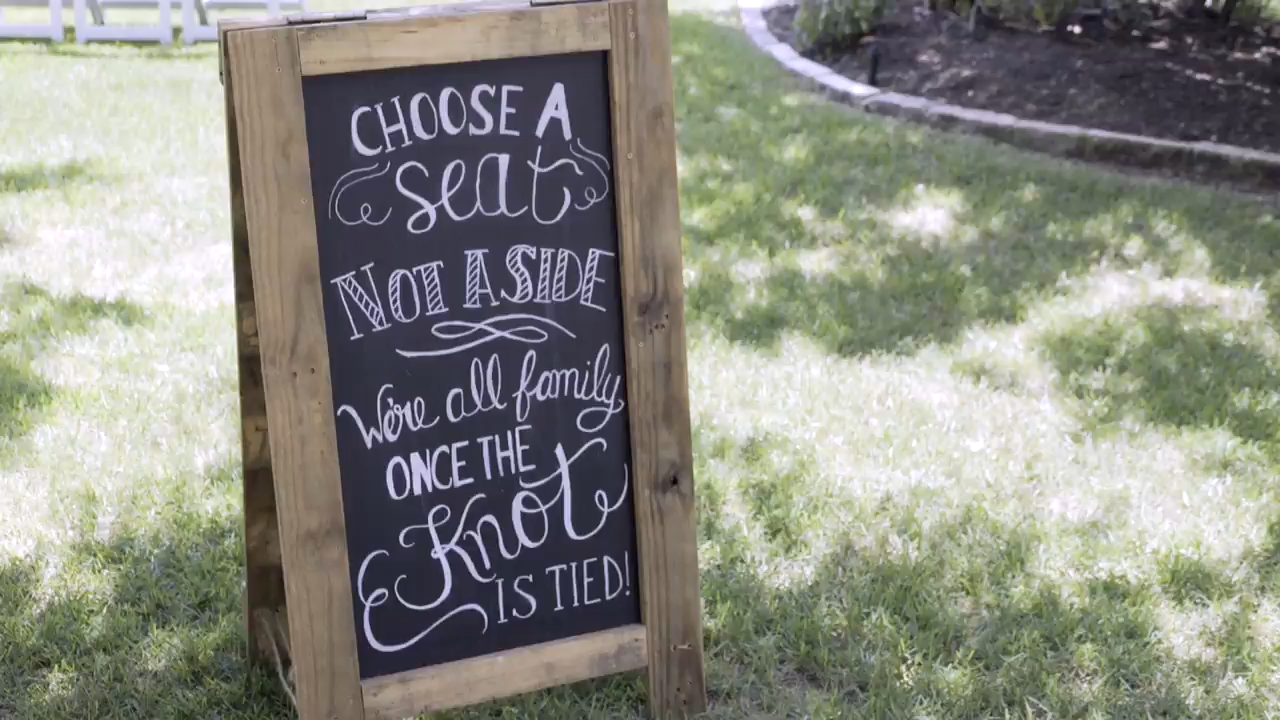 CHOOSE A
seat
NOT A SIDE
We're all family
ONCE THE
Knot
IS TIED!